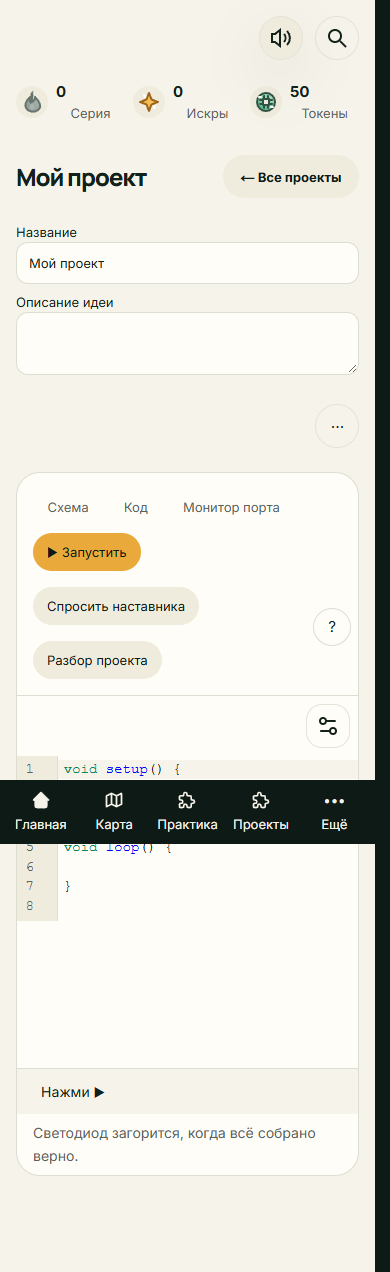 0
Серия
0
Искры
50
Токены
Мой проект
← Все проекты
Название
Мой проект
Описание идеи
...
Схема Код Монитор порта
▶ Запустить
Спросить наставника
?
Разбор проекта
1 void setup() {
Главная Карта Практика Проекты Ещё
5 void loop() {
6
7 }
8
Нажми ▶
Светодиод загорится, когда всё собрано
верно.